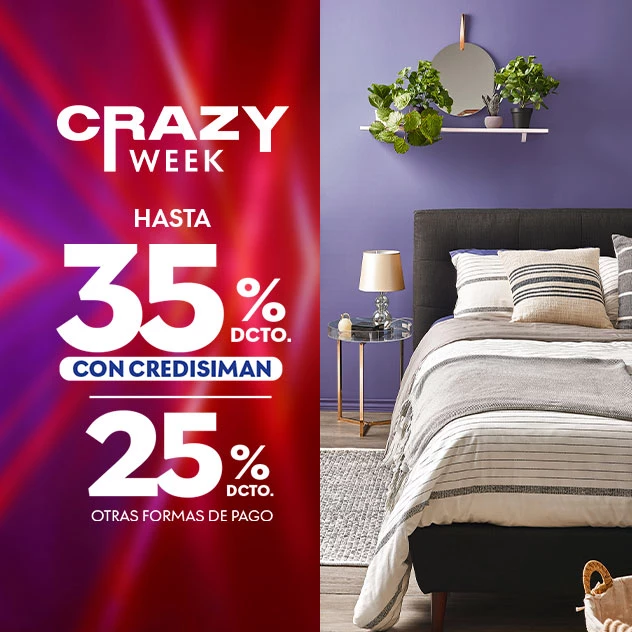 CRAZY
WEEK
HASTA
35%
DCTO.
CON CREDISIMAN
25%
DCTO.
OTRAS FORMAS DE PAGO